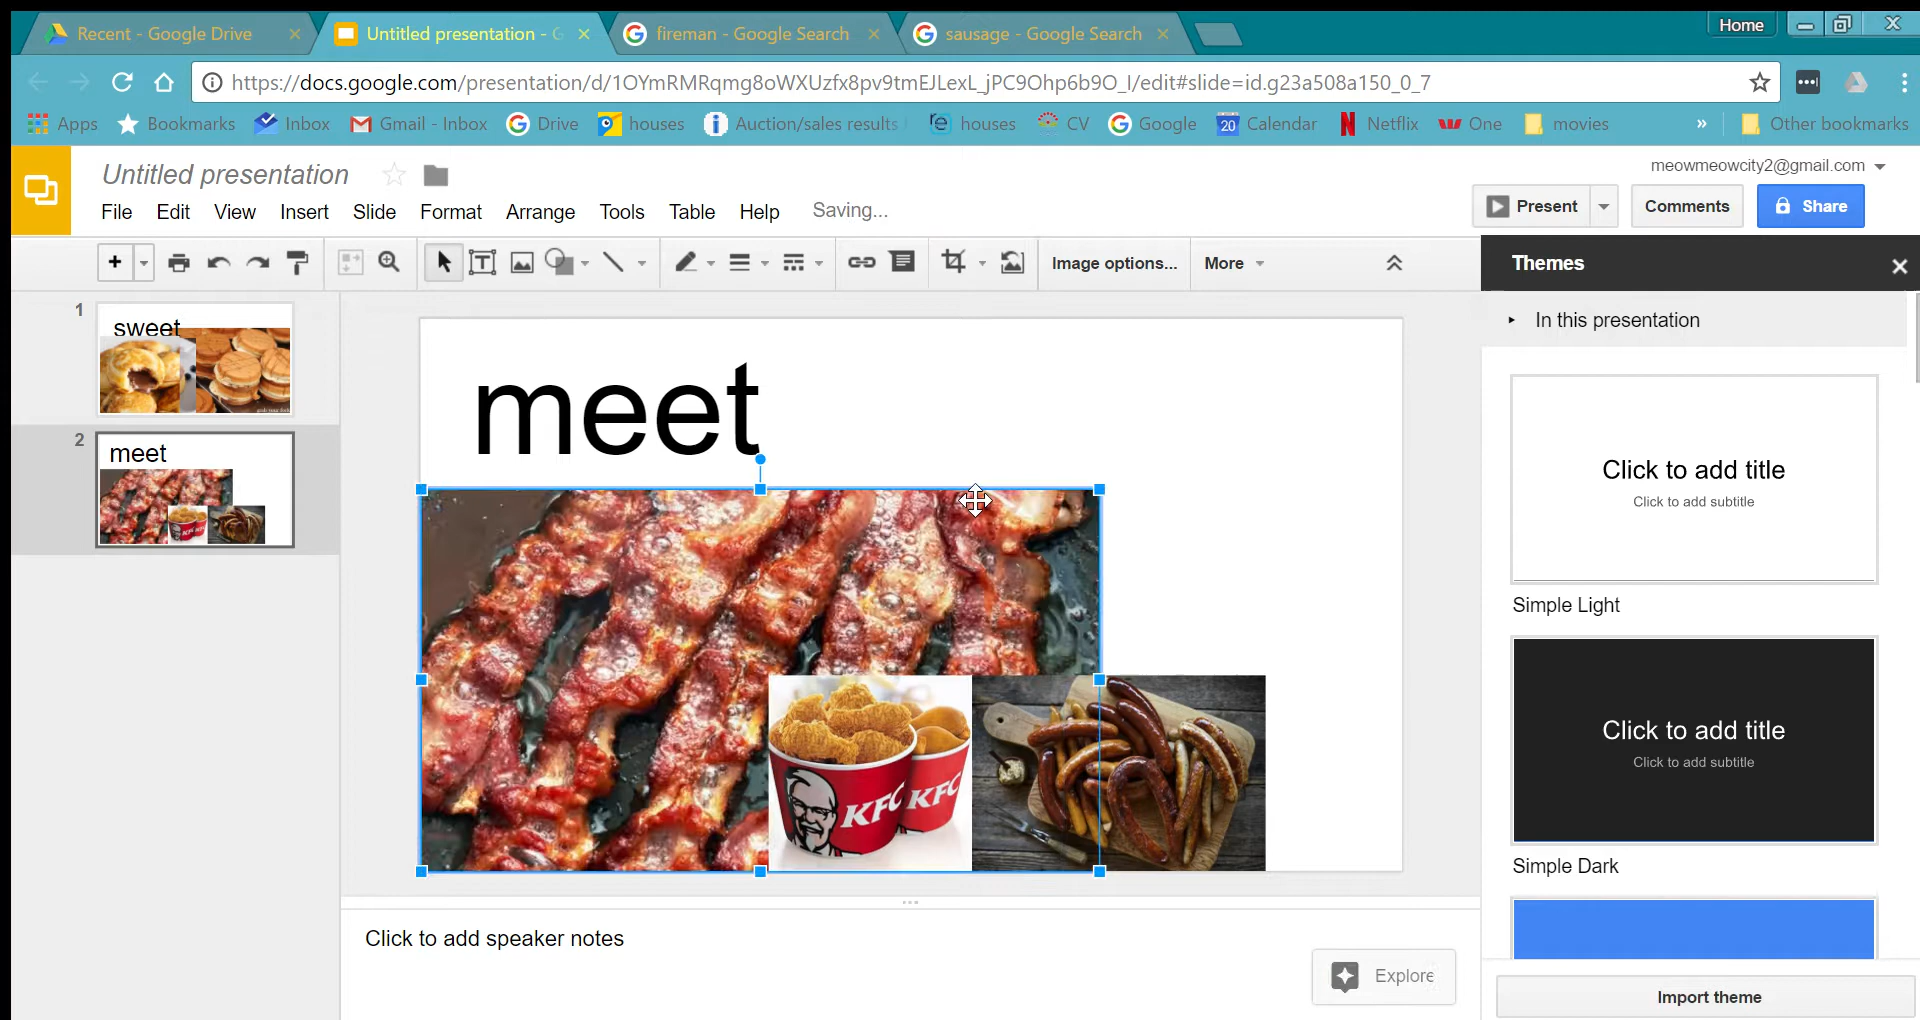 Recent - Google Drive
Untitled presentation - G
fireman - Google Search
sausage - Google Search
Home
https://docs.google.com/presentation/d/1OYmRMRqmg8oWXUzfx8pv9tmEJLexL_jPC9Ohp6b9O_I/edit#slide=id.g23a508a150_0_7
Apps
Bookmarks
Inbox
Gmail - Inbox
Drive
houses
Auction/sales results
houses
CV
Google
20
Calendar
Netflix
One
movies
»
Other bookmarks
Untitled presentation
meowmeowcity2@gmail.com
File Edit View Insert Slide Format Arrange Tools Table Help Saving...
Present
Comments
Share
Image options...
More
Themes
In this presentation
1
sweet
2
meet
meet
KFC KFC
Click to add title
Click to add subtitle
Simple Light
Click to add title
Click to add subtitle
Simple Dark
Click to add speaker notes
Explore
Import theme